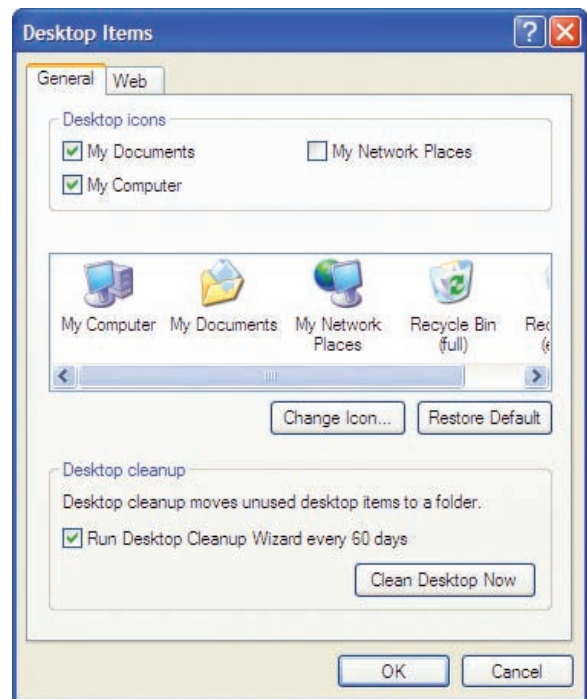 Desktop Items
General Web
Desktop icons
My Documents My Network Places
My Computer
My Computer My Documents My Network Places Recycle Bin (full)
Change Icon... Restore Default
Desktop cleanup
Desktop cleanup moves unused desktop items to a folder.
Run Desktop Cleanup Wizard every 60 days
Clean Desktop Now
OK Cancel